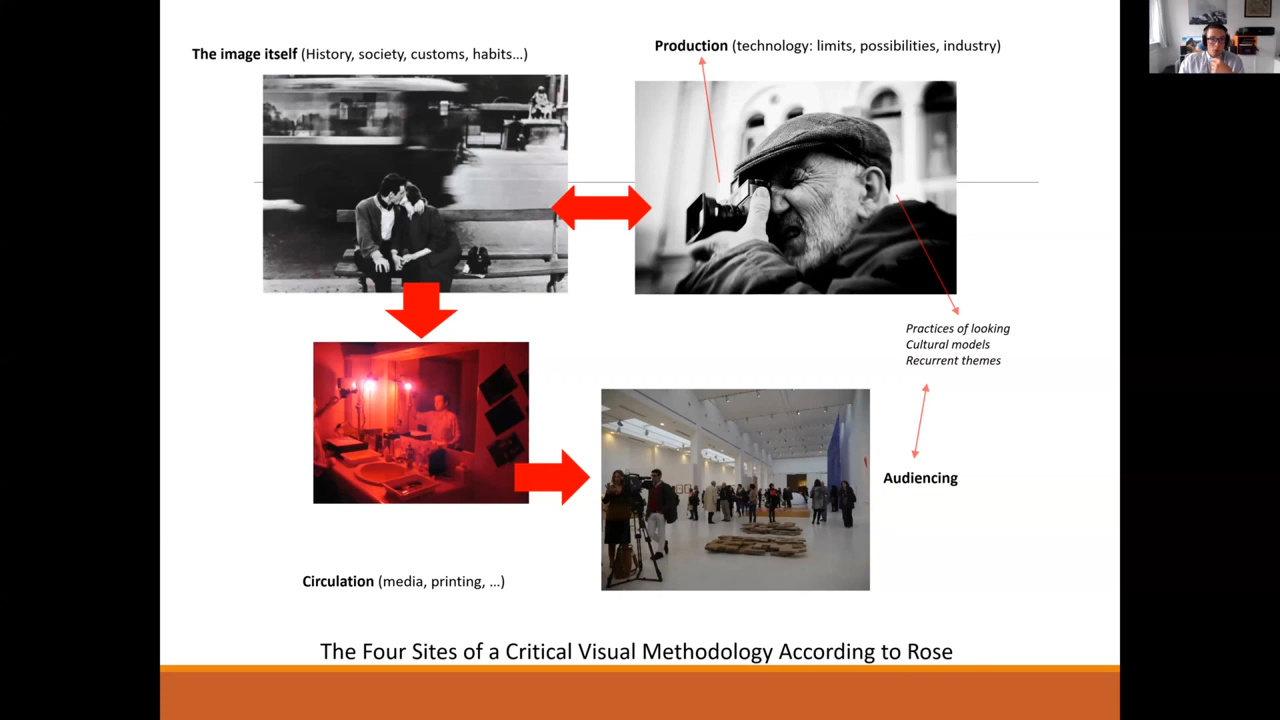 The image itself (History, society, customs, habits…)
Production (technology: limits, possibilities, industry)
Practices of looking
Cultural models
Recurrent themes
Audiencing
Circulation (media, printing, …)
The Four Sites of a Critical Visual Methodology According to Rose